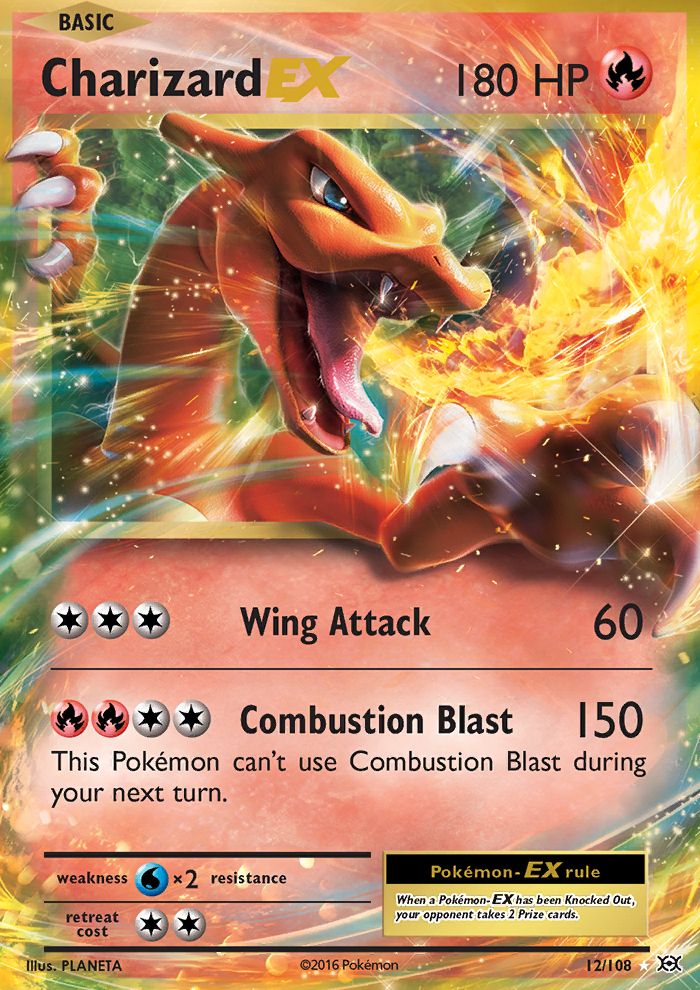 BASIC
Charizard EX 180 HP
Wing Attack 60
Combustion Blast 150
This Pokémon can't use Combustion Blast during
your next turn.
weakness ×2 resistance
retreat
cost
Pokémon-EX rule
When a Pokémon-EX has been Knocked Out,
your opponent takes 2 Prize cards.
Illus. PLANETA ©2016 Pokémon 12/108